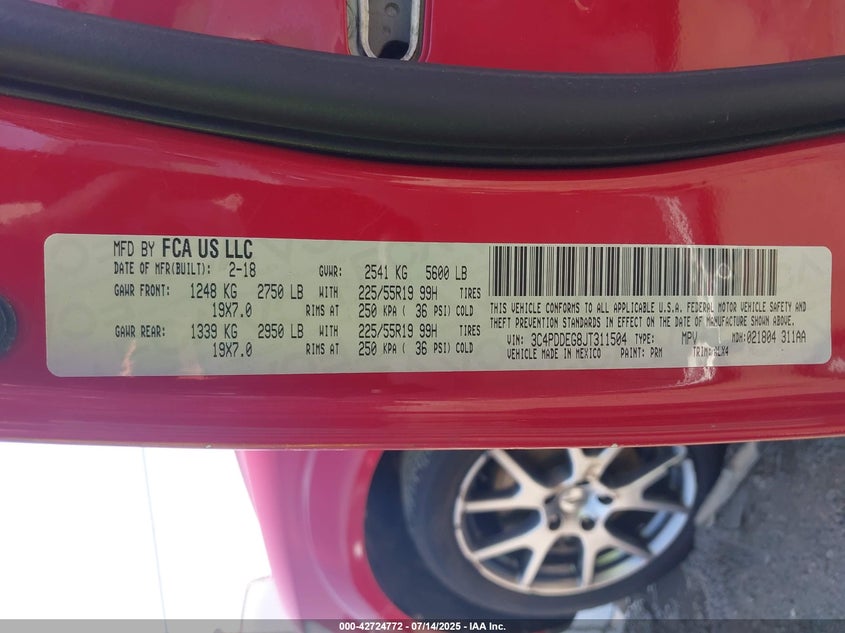 MFD BY FCA US LLC
DATE OF MFR(BUILT): 2-18 GVWR: 2541 KG 5600 LB
GAWR FRONT: 1248 KG 2750 LB WITH 225/55R19 99H TIRES
19X7.0 RIMS AT 250 KPA ( 36 PSI) COLD
GAWR REAR: 1339 KG 2950 LB WITH 225/55R19 99H TIRES
19X7.0 RIMS AT 250 KPA ( 36 PSI) COLD
THIS VEHICLE CONFORMS TO ALL APPLICABLE U.S.A. FEDERAL MOTOR VEHICLE SAFETY AND
THEFT PREVENTION STANDARDS IN EFFECT ON THE DATE OF MANUFACTURE SHOWN ABOVE.
VIN: 3C4PDDEG8JT311504 TYPE: MPV MDH: 021804 311AA
VEHICLE MADE IN MEXICO PAINT: PRM TRIM: ALX4
000-42724772 - 07/14/2025 - IAA Inc.